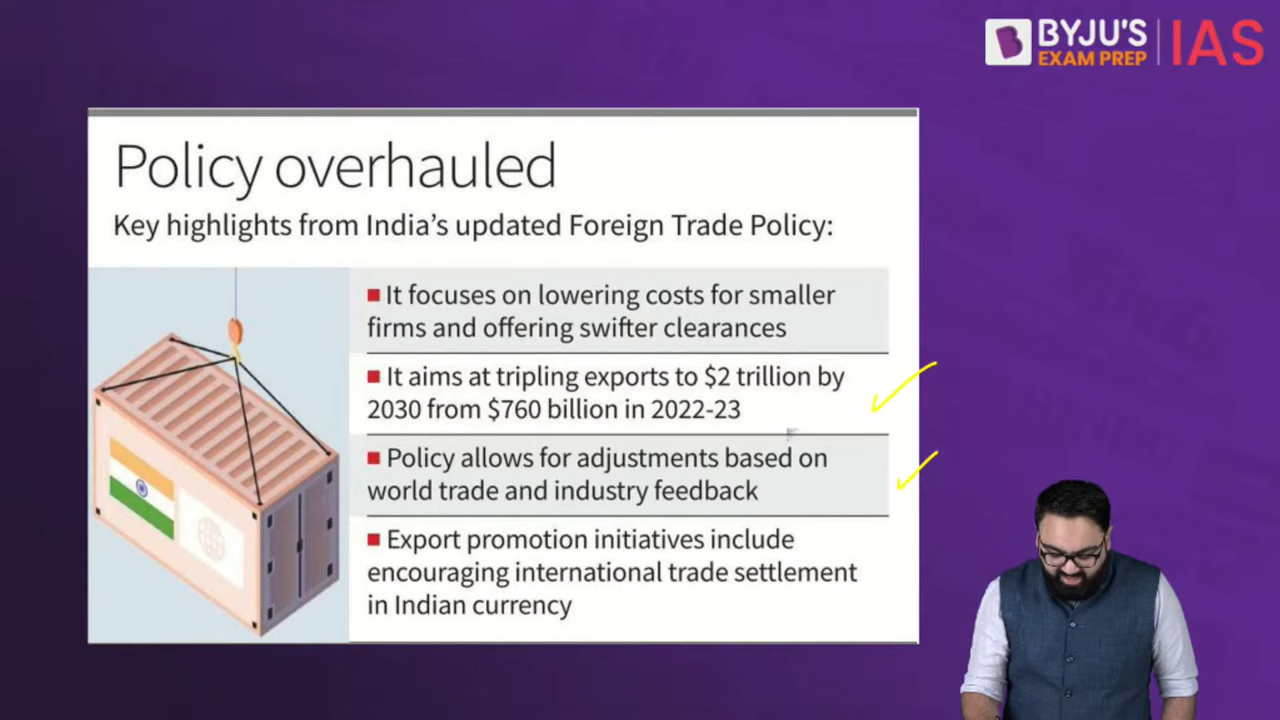 BYJU'S
EXAM PREP
IAS
Policy overhauled
Key highlights from India's updated Foreign Trade Policy:
It focuses on lowering costs for smaller
firms and offering swifter clearances
It aims at tripling exports to $2 trillion by
2030 from $760 billion in 2022-23
Policy allows for adjustments based on
world trade and industry feedback
Export promotion initiatives include
encouraging international trade settlement
in Indian currency